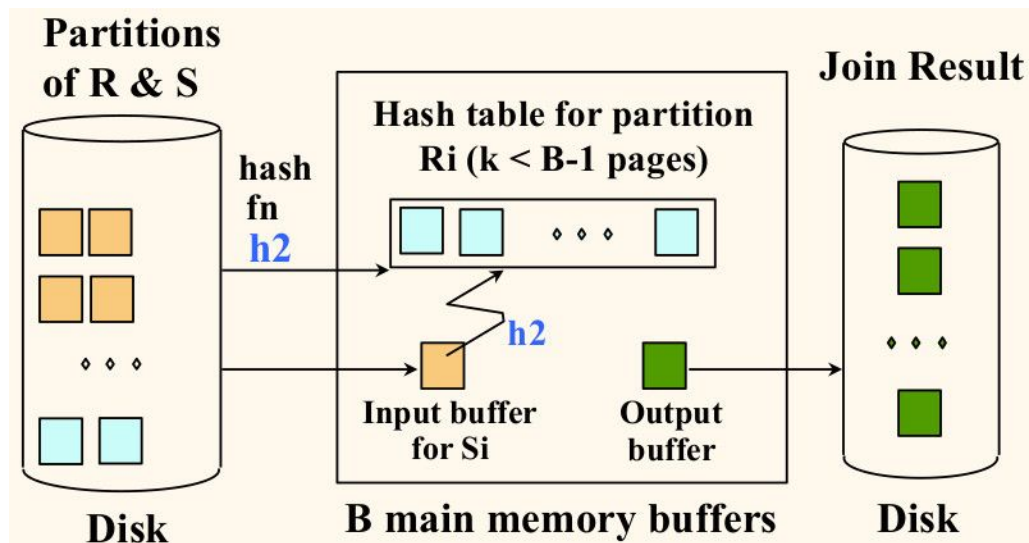 Partitions
of R & S
hash
fn
h2
Disk
Hash table for partition
Ri (k < B-1 pages)
h2
Input buffer
for Si
Output
buffer
B main memory buffers
Join Result
Disk